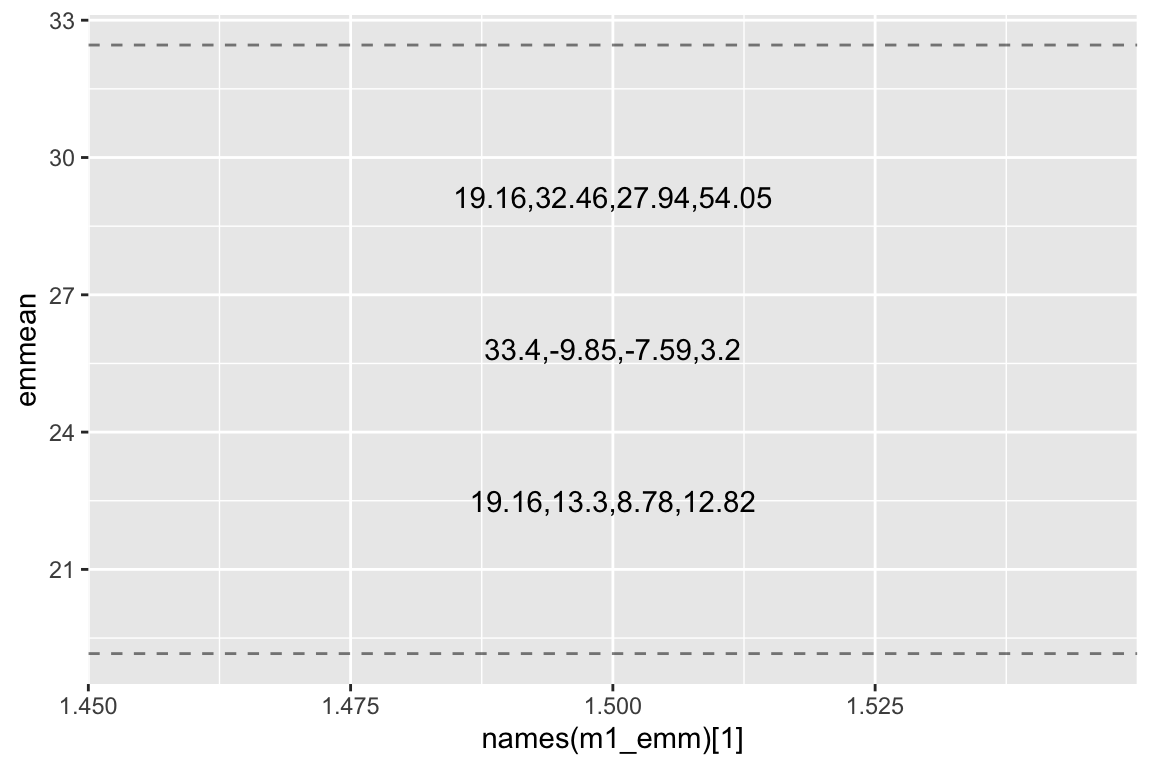 33
30
19.16,32.46,27.94,54.05
27
33.4,-9.85,-7.59,3.2
24
19.16,13.3,8.78,12.82
21
emmean
1.450 1.475 1.500 1.525
names(m1_emm)[1]